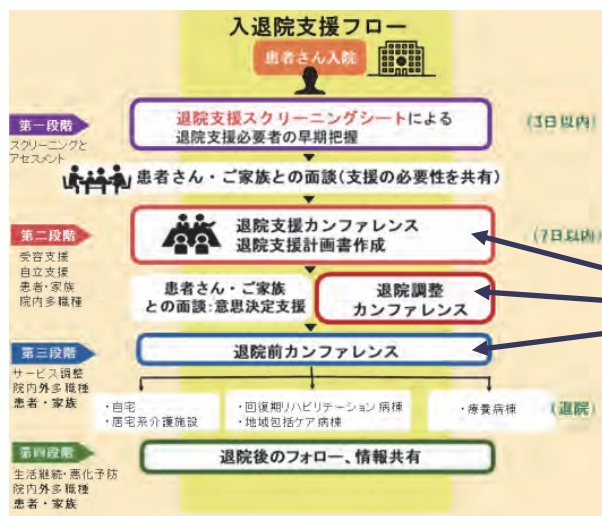 入退院支援フロー
患者さん入院
第一段階
スクリーニングと
アセスメント
退院支援スクリーニングシートによる
退院支援必要者の早期把握
(3日以内)
患者さん・ご家族との面談(支援の必要性を共有)
第二段階
受容支援
自立支援
患者・家族
院内多職種
退院支援カンファレンス
退院支援計画書作成
(7日以内)
患者さん・ご家族
との面談:意思決定支援
退院調整
カンファレンス
第三段階
サービス調整
院内外多職種
患者・家族
退院前カンファレンス
・自宅
・居宅系介護施設
・回復期リハビリテーション病棟
・地域包括ケア病棟
・療養病棟
(退院)
第四段階
生活継続・悪化予防
院内外多職種
患者・家族
退院後のフォロー、情報共有